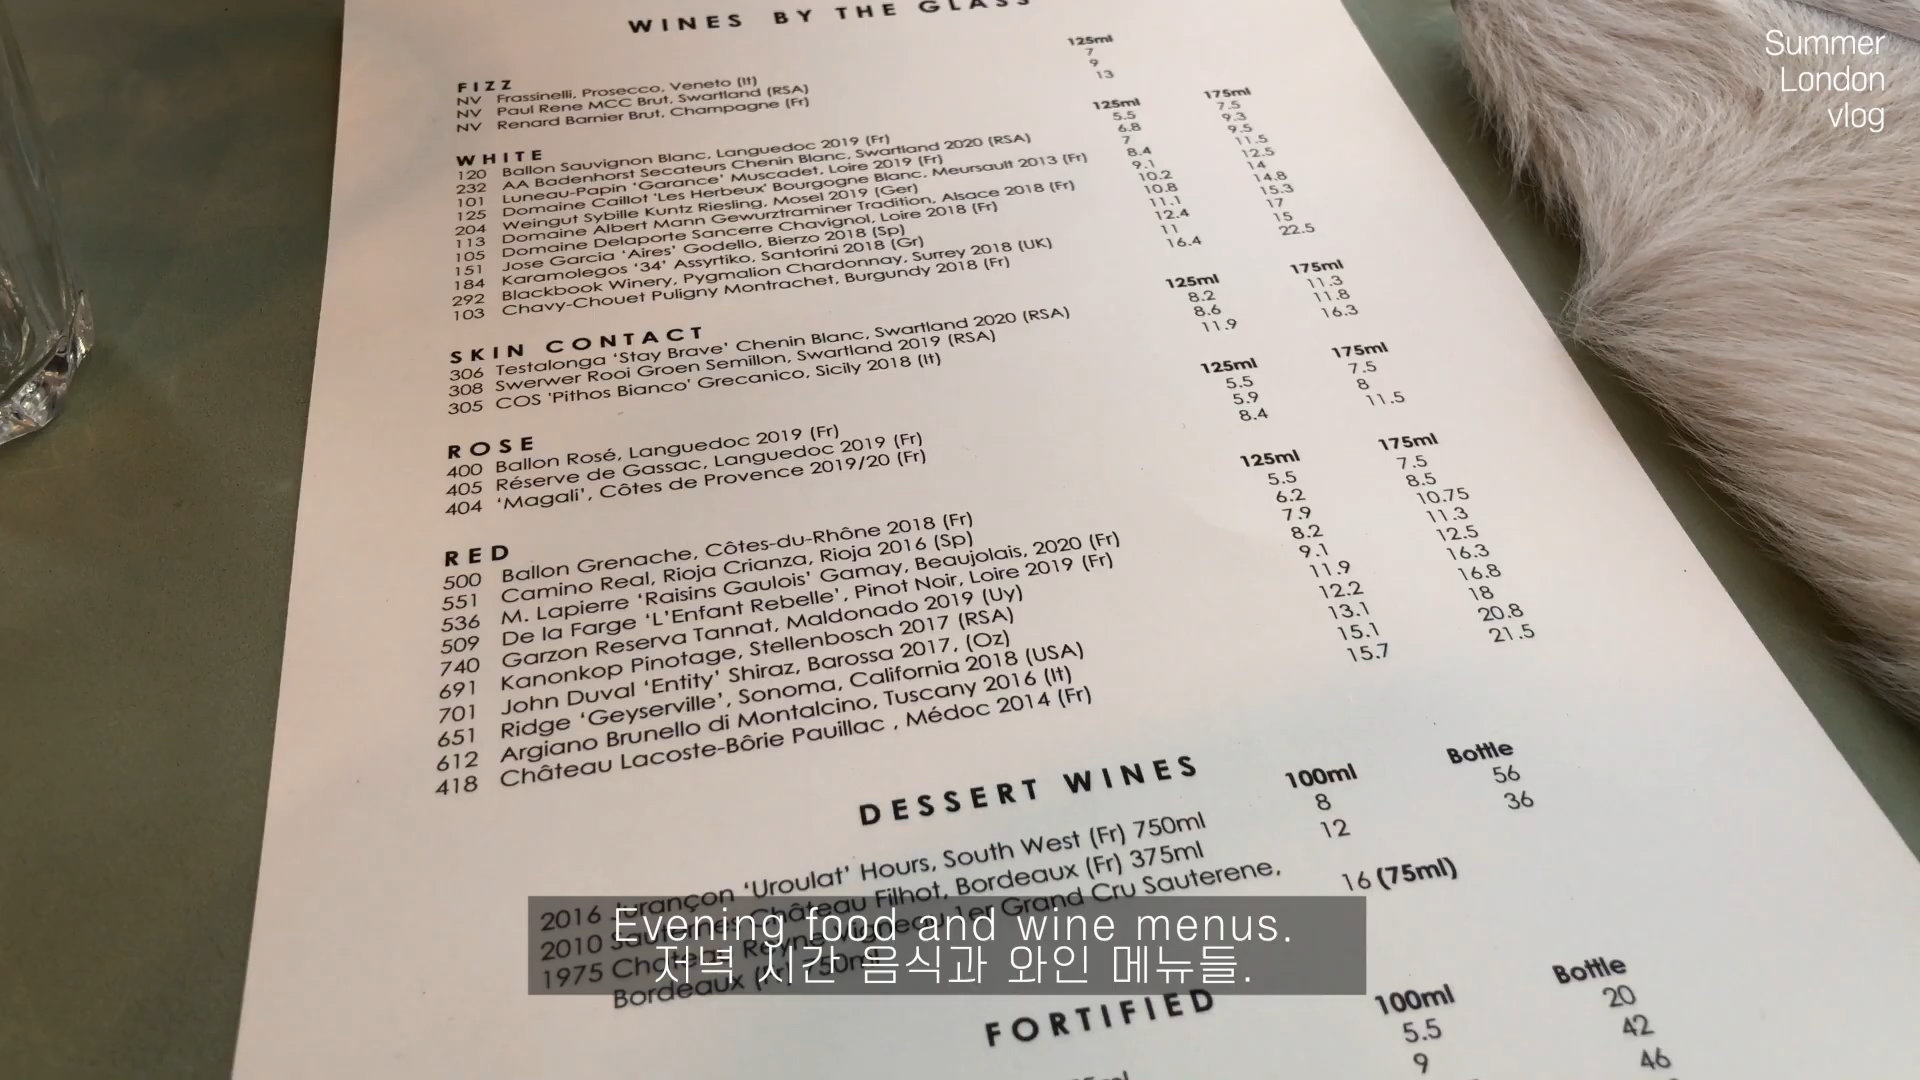 WINES BY THE GLASS
Summer
London
vlog
125ml
FIZZ 7
NV Frassinelli, Prosecco, Veneto (It) 9
NV Paul Rene MCC Brut, Swartland (RSA) 13
NV Renard Barnier Brut, Champagne (Fr)
125ml 175ml
WHITE 5.5 7.5
120 Ballon Sauvignon Blanc, Languedoc 2019 (Fr) 6.8 9.3
232 AA Badenhorst Secateurs Chenin Blanc, Swartland 2020 (RSA) 7 9.5
101 Luneau-Papin 'Garance' Muscadet, Loire 2019 (Fr) 8.4 11.5
125 Domaine Caillot 'Les Herbeux' Bourgogne Blanc, Meursault 2013 (Fr) 9.1 12.5
204 Weingut Sybille Kuntz Riesling, Mosel 2019 (Ger) 10.2 14
113 Domaine Albert Mann Gewurztraminer Tradition, Alsace 2018 (Fr) 10.8 14.8
105 Domaine Delaporte Sancerre Chavignol, Loire 2018 (Fr) 11.1 15.3
151 Jose Garcia 'Aires' Godello, Bierzo 2018 (Sp) 12.4 17
184 Karamolegos '34' Assyrtiko, Santorini 2018 (Gr) 11 15
292 Blackbook Winery, Pygmalion Chardonnay, Surrey 2018 (UK) 16.4 22.5
103 Chavy-Chouet Puligny Montrachet, Burgundy 2018 (Fr)
125ml 175ml
SKIN CONTACT 8.2 11.3
306 Testalonga 'Stay Brave' Chenin Blanc, Swartland 2020 (RSA) 8.6 11.8
308 Swerwer Rooi Groen Semillon, Swartland 2019 (RSA) 11.9 16.3
305 COS 'Pithos Bianco' Grecanico, Sicily 2018 (It)
125ml 175ml
ROSE 5.5 7.5
400 Ballon Rosé, Languedoc 2019 (Fr) 5.9 8
405 Réserve de Gassac, Languedoc 2019 (Fr) 8.4 11.5
404 'Magali', Côtes de Provence 2019/20 (Fr)
125ml 175ml
RED 5.5 7.5
500 Ballon Grenache, Côtes-du-Rhône 2018 (Fr) 6.2 8.5
551 Camino Real, Rioja Crianza, Rioja 2016 (Sp) 7.9 10.75
536 M. Lapierre 'Raisins Gaulois' Gamay, Beaujolais, 2020 (Fr) 8.2 11.3
509 De la Farge 'L'Enfant Rebelle', Pinot Noir, Loire 2019 (Fr) 9.1 12.5
740 Garzon Reserva Tannat, Maldonado 2019 (Uy) 11.9 16.3
691 Kanonkop Pinotage, Stellenbosch 2017 (RSA) 12.2 16.8
701 John Duval 'Entity' Shiraz, Barossa 2017, (Oz) 13.1 18
651 Ridge 'Geyserville', Sonoma, California 2018 (USA) 15.1 20.8
612 Argiano Brunello di Montalcino, Tuscany 2016 (It) 15.7 21.5
418 Château Lacoste-Bôrie Pauillac , Médoc 2014 (Fr)
DESSERT WINES 100ml Bottle
2016 Jurançon 'Uroulat' Hours, South West (Fr) 750ml 8 56
2010 Sauternes Château Filhot, Bordeaux (Fr) 375ml 12 36
1975 Château Rayne Vigneau 1er Grand Cru Sauterene, 16 (75ml)
Bordeaux (Fr) 750ml
Evening food and wine menus.
저녁 시간 음식과 와인 메뉴들.
FORTIFIED 100ml Bottle
5.5 20
9 42
46